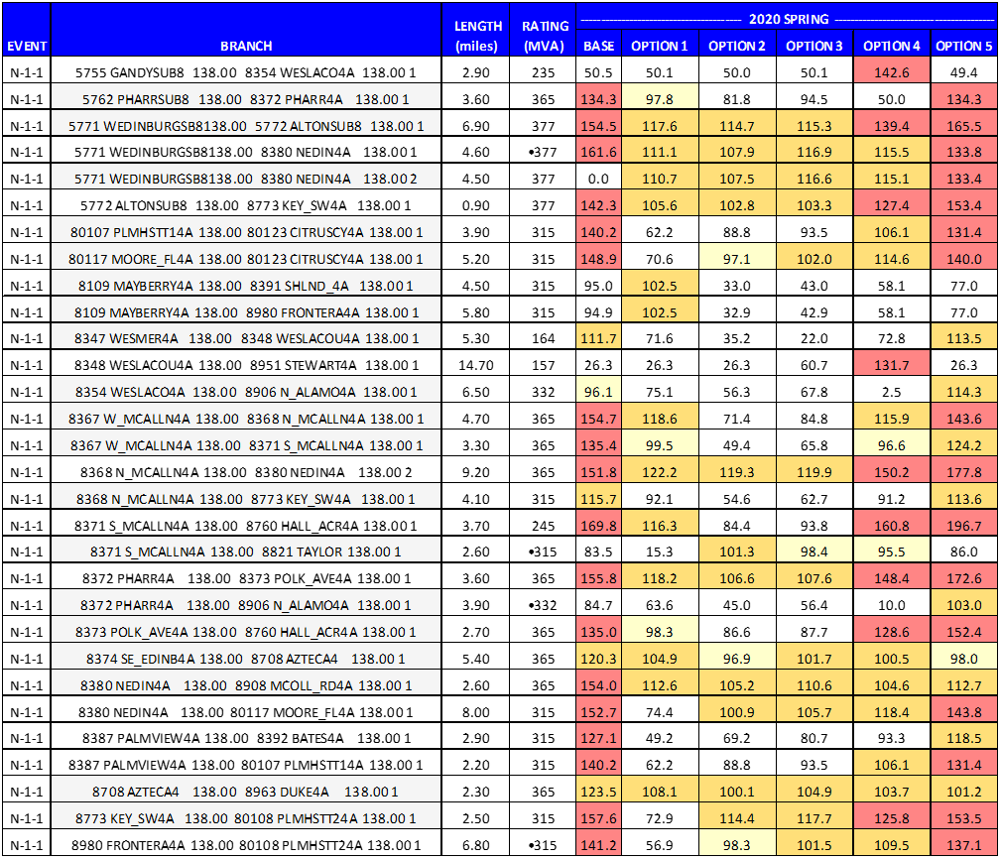 2020 SPRING
EVENT BRANCH LENGTH (miles) RATING (MVA) BASE OPTION 1 OPTION 2 OPTION 3 OPTION 4 OPTION 5
N-1-1 5755 GANDYSUB8 138.00 8354 WESLACO4A 138.00 1 2.90 235 50.5 50.1 50.0 50.1 142.6 49.4
N-1-1 5762 PHARRSUB8 138.00 8372 PHARR4A 138.00 1 3.60 365 134.3 97.8 81.8 94.5 50.0 134.3
N-1-1 5771 WEDINBURGSB8138.00 5772 ALTONSUB8 138.00 1 6.90 377 154.5 117.6 114.7 115.3 139.4 165.5
N-1-1 5771 WEDINBURGSB8138.00 8380 NEDIN4A 138.00 1 4.60 •377 161.6 111.1 107.9 116.9 115.5 133.8
N-1-1 5771 WEDINBURGSB8138.00 8380 NEDIN4A 138.00 2 4.50 377 0.0 110.7 107.5 116.6 115.1 133.4
N-1-1 5772 ALTONSUB8 138.00 8773 KEY_SW4A 138.00 1 0.90 377 142.3 105.6 102.8 103.3 127.4 153.4
N-1-1 80107 PLMHSTT14A 138.00 80123 CITRUSCY4A 138.00 1 3.90 315 140.2 62.2 88.8 93.5 106.1 131.4
N-1-1 80117 MOORE_FL4A 138.00 80123 CITRUSCY4A 138.00 1 5.20 315 148.9 70.6 97.1 102.0 114.6 140.0
N-1-1 8109 MAYBERRY4A 138.00 8391 SHLND_4A 138.00 1 4.50 315 95.0 102.5 33.0 43.0 58.1 77.0
N-1-1 8109 MAYBERRY4A 138.00 8980 FRONTERA4A 138.00 1 5.80 315 94.9 102.5 32.9 42.9 58.1 77.0
N-1-1 8347 WESMER4A 138.00 8348 WESLACOU4A 138.00 1 5.30 164 111.7 71.6 35.2 22.0 72.8 113.5
N-1-1 8348 WESLACOU4A 138.00 8951 STEWART4A 138.00 1 14.70 157 26.3 26.3 26.3 60.7 131.7 26.3
N-1-1 8354 WESLACO4A 138.00 8906 N_ALAMO4A 138.00 1 6.50 332 96.1 75.1 56.3 67.8 2.5 114.3
N-1-1 8367 W_MCALLN4A 138.00 8368 N_MCALLN4A 138.00 1 4.70 365 154.7 118.6 71.4 84.8 115.9 143.6
N-1-1 8367 W_MCALLN4A 138.00 8371 S_MCALLN4A 138.00 1 3.30 365 135.4 99.5 49.4 65.8 96.6 124.2
N-1-1 8368 N_MCALLN4A 138.00 8380 NEDIN4A 138.00 2 9.20 365 151.8 122.2 119.3 119.9 150.2 177.8
N-1-1 8368 N_MCALLN4A 138.00 8773 KEY_SW4A 138.00 1 4.10 315 115.7 92.1 54.6 62.7 91.2 113.6
N-1-1 8371 S_MCALLN4A 138.00 8760 HALL_ACR4A 138.00 1 3.70 245 169.8 116.3 84.4 93.8 160.8 196.7
N-1-1 8371 S_MCALLN4A 138.00 8821 TAYLOR 138.00 1 2.60 •315 83.5 15.3 101.3 98.4 95.5 86.0
N-1-1 8372 PHARR4A 138.00 8373 POLK_AVE4A 138.00 1 3.60 365 155.8 118.2 106.6 107.6 148.4 172.6
N-1-1 8372 PHARR4A 138.00 8906 N_ALAMO4A 138.00 1 3.90 •332 84.7 63.6 45.0 56.4 10.0 103.0
N-1-1 8373 POLK_AVE4A 138.00 8760 HALL_ACR4A 138.00 1 2.70 365 135.0 98.3 86.6 87.7 128.6 152.4
N-1-1 8374 SE_EDINB4A 138.00 8708 AZTECA4 138.00 1 5.40 365 120.3 104.9 96.9 101.7 100.5 98.0
N-1-1 8380 NEDIN4A 138.00 8908 MCOLL_RD4A 138.00 1 2.60 365 154.0 112.6 105.2 110.6 104.6 112.7
N-1-1 8380 NEDIN4A 138.00 80117 MOORE_FL4A 138.00 1 8.00 315 152.7 74.4 100.9 105.7 118.4 143.8
N-1-1 8387 PALMVIEW4A 138.00 8392 BATES4A 138.00 1 2.90 315 127.1 49.2 69.2 80.7 93.3 118.5
N-1-1 8387 PALMVIEW4A 138.00 80107 PLMHSTT14A 138.00 1 2.20 315 140.2 62.2 88.8 93.5 106.1 131.4
N-1-1 8708 AZTECA4 138.00 8963 DUKE4A 138.00 1 2.30 365 123.5 108.1 100.1 104.9 103.7 101.2
N-1-1 8773 KEY_SW4A 138.00 80108 PLMHSTT24A 138.00 1 2.50 315 157.6 72.9 114.4 117.7 125.8 153.5
N-1-1 8980 FRONTERA4A 138.00 80108 PLMHSTT24A 138.00 1 6.80 •315 141.2 56.9 98.3 101.5 109.5 137.1